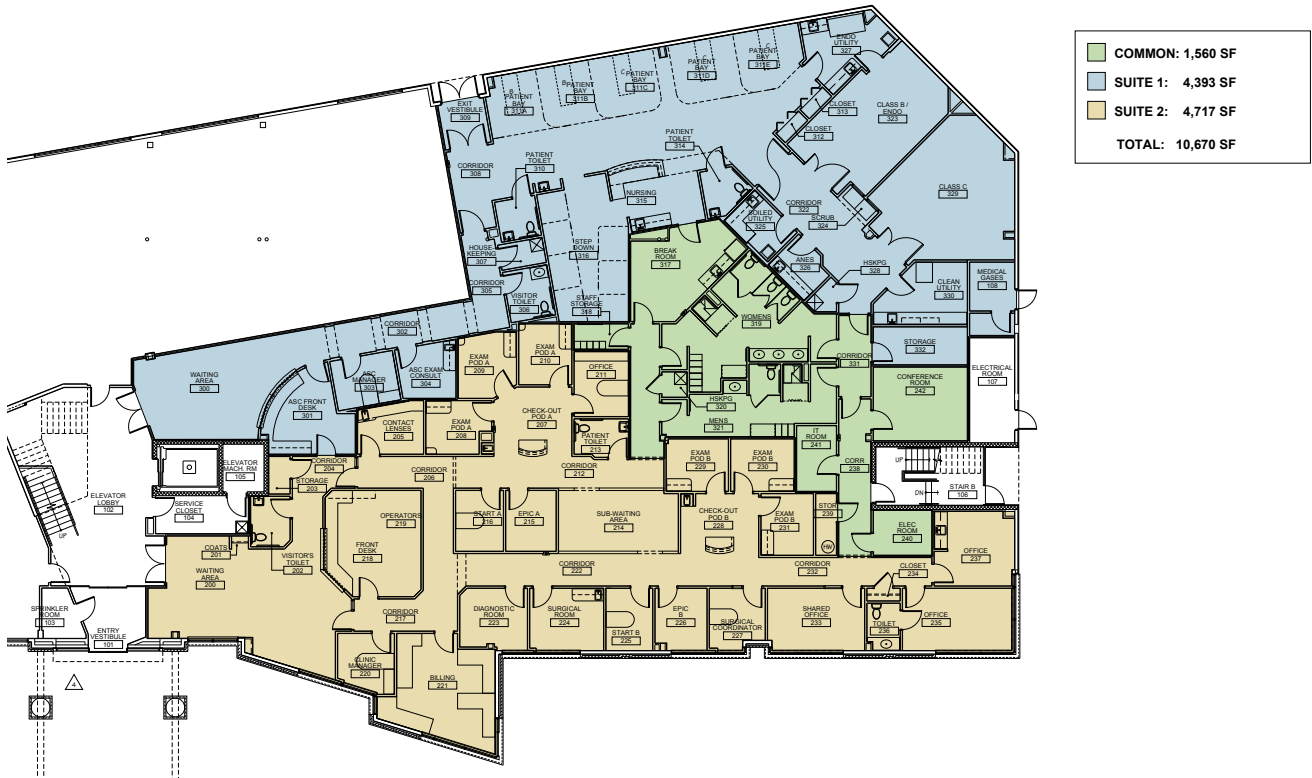 COMMON: 1,560 SF
SUITE 1: 4,393 SF
SUITE 2: 4,717 SF
TOTAL: 10,670 SF
ENDO
UTILITY
327
C
PATIENT
BAY
311E
C
PATIENT
BAY
311D
C
PATIENT
BAY
311C
B
PATIENT
BAY
311B
B
PATIENT
BAY
311A
EXIT
VESTIBULE
309
CLOSET
313
CLASS B /
ENDO
323
CLOSET
312
PATIENT
TOILET
314
PATIENT
TOILET
310
CORRIDOR
308
NURSING
315
CLASS C
329
CORRIDOR
322
SCRUB
324
SOILED
UTILITY
325
HOUSE-
KEEPING
307
STEP
DOWN
316
BREAK
ROOM
317
ANES
326
HSKPG
328
CLEAN
UTILITY
330
MEDICAL
GASES
108
CORRIDOR
305
VISITOR
TOILET
306
STAFF
STORAGE
318
WOMENS
319
CORRIDOR
302
STORAGE
332
CORRIDOR
331
ELECTRICAL
ROOM
107
WAITING
AREA
300
ASC
MANAGER
303
ASC EXAM
CONSULT
304
EXAM
POD A
209
EXAM
POD A
210
OFFICE
211
CONFERENCE
ROOM
242
ASC FRONT
DESK
301
CONTACT
LENSES
205
EXAM
POD A
208
CHECK-OUT
POD A
207
PATIENT
TOILET
213
HSKPG
320
MENS
321
IT
ROOM
241
CORR
238
ELEVATOR
MACH. RM
105
CORRIDOR
204
STORAGE
203
CORRIDOR
206
CORRIDOR
212
EXAM
POD B
229
EXAM
POD B
230
UP
DN
STAIR B
106
ELEVATOR
LOBBY
102
UP
SERVICE
CLOSET
104
OPERATORS
219
START A
216
EPIC A
215
SUB-WAITING
AREA
214
CHECK-OUT
POD B
228
EXAM
POD B
231
STOR
239
HW
ELEC
ROOM
240
COATS
201
VISITOR'S
TOILET
202
FRONT
DESK
218
OFFICE
237
WAITING
AREA
200
CORRIDOR
222
CORRIDOR
232
CLOSET
234
SPRINKLER
ROOM
103
ENTRY
VESTIBULE
101
CORRIDOR
217
DIAGNOSTIC
ROOM
223
SURGICAL
ROOM
224
START B
225
EPIC
B
226
SURGICAL
COORDINATOR
227
SHARED
OFFICE
233
TOILET
236
OFFICE
235
CLINIC
MANAGER
220
BILLING
221
4